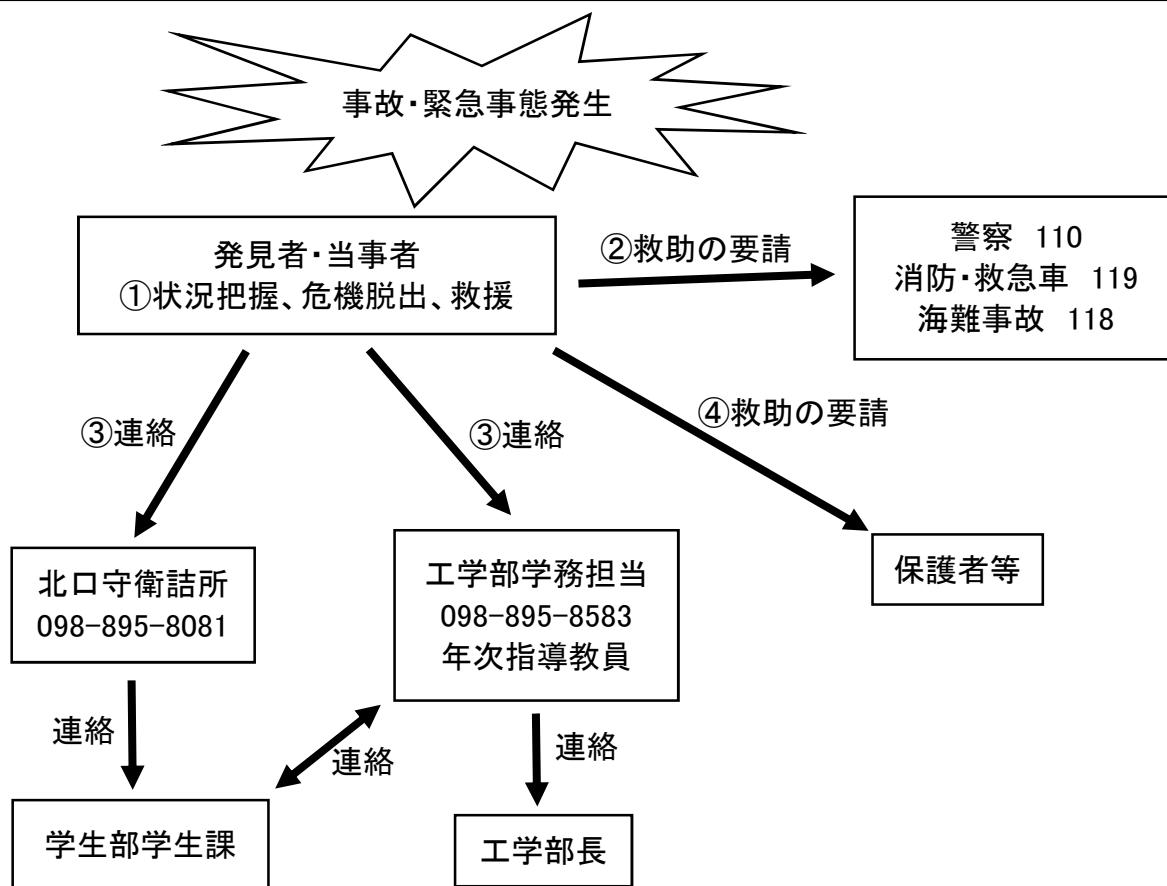 事故・緊急事態発生
発見者・当事者
①状況把握、危機脱出、救援
②救助の要請
警察 110
消防・救急車 119
海難事故 118
③連絡
③連絡
④救助の要請
北口守衛詰所
098-895-8081
工学部学務担当
098-895-8583
年次指導教員
保護者等
連絡
連絡
連絡
学生部学生課
工学部長